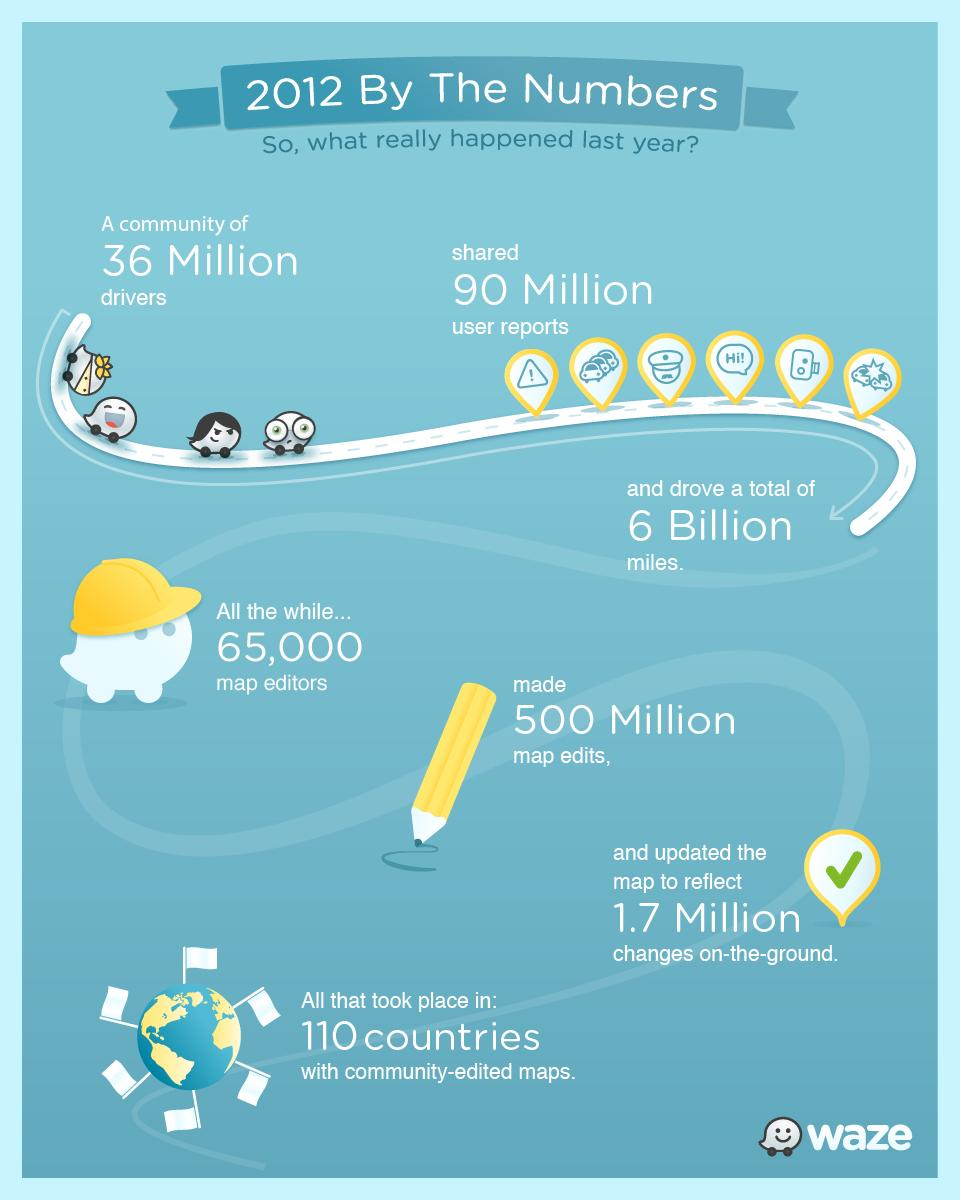 2012 By The Numbers
So, what really happened last year?
A community of
36 Million
drivers
shared
90 Million
user reports
Hi!
and drove a total of
6 Billion
miles.
All the while...
65,000
map editors
made
500 Million
map edits,
and updated the
map to reflect
1.7 Million
changes on-the-ground.
All that took place in:
110 countries
with community-edited maps.
waze